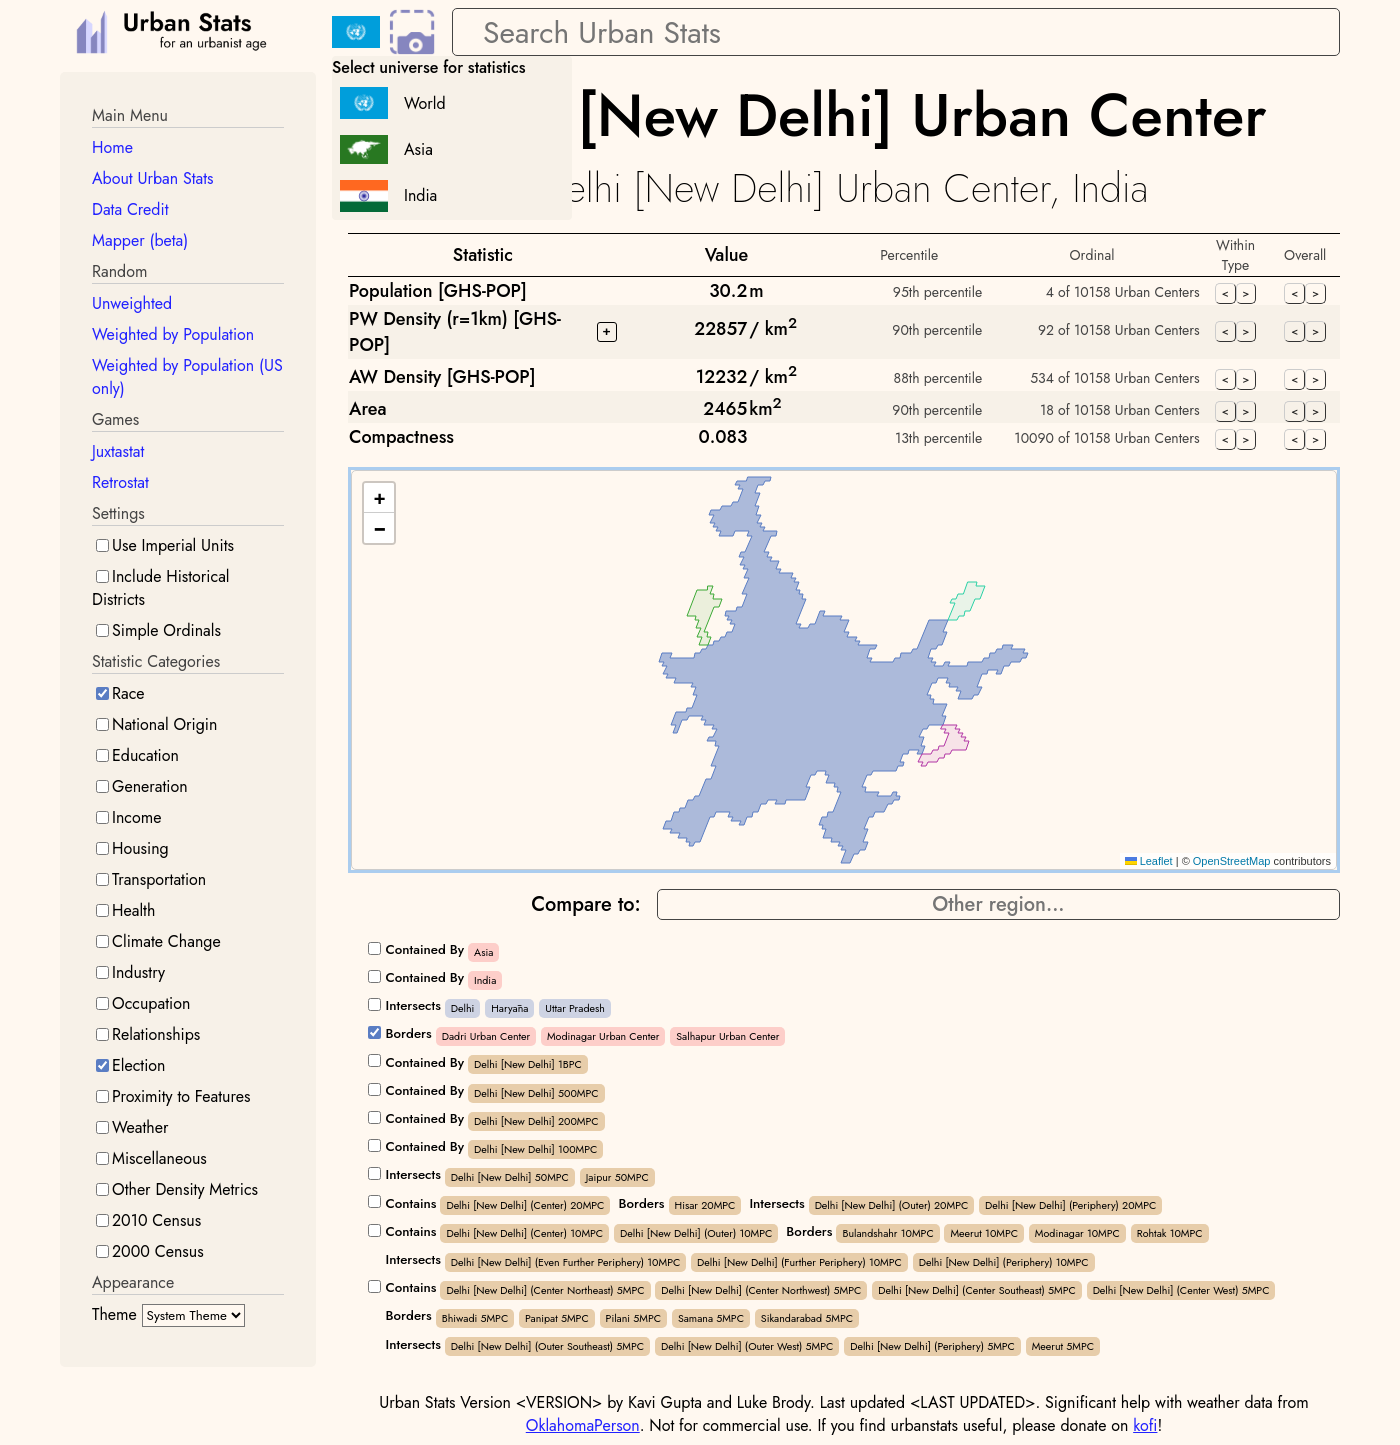 Urban Stats
for an urbanist age
Search Urban Stats
Select universe for statistics
World
Asia
India
[New Delhi] Urban Center
elhi [New Delhi] Urban Center, India
Main Menu
Home
About Urban Stats
Data Credit
Mapper (beta)
Random
Unweighted
Weighted by Population
Weighted by Population (US
only)
Games
Juxtastat
Retrostat
Settings
Use Imperial Units
Include Historical
Districts
Simple Ordinals
Statistic Categories
Race
National Origin
Education
Generation
Income
Housing
Transportation
Health
Climate Change
Industry
Occupation
Relationships
Election
Proximity to Features
Weather
Miscellaneous
Other Density Metrics
2010 Census
2000 Census
Appearance
Theme System Theme
Statistic Value Percentile Ordinal Within Type Overall
Population [GHS-POP] 30.2 m 95th percentile 4 of 10158 Urban Centers < > < >
PW Density (r=1km) [GHS-
POP] + 22857 / km2 90th percentile 92 of 10158 Urban Centers < > < >
AW Density [GHS-POP] 12232 / km2 88th percentile 534 of 10158 Urban Centers < > < >
Area 2465 km2 90th percentile 18 of 10158 Urban Centers < > < >
Compactness 0.083 13th percentile 10090 of 10158 Urban Centers < > < >
+
−
Leaflet | © OpenStreetMap contributors
Compare to: Other region...
Contained By Asia
Contained By India
Intersects Delhi Haryāna Uttar Pradesh
Borders Dadri Urban Center Modinagar Urban Center Salhapur Urban Center
Contained By Delhi [New Delhi] 1BPC
Contained By Delhi [New Delhi] 500MPC
Contained By Delhi [New Delhi] 200MPC
Contained By Delhi [New Delhi] 100MPC
Intersects Delhi [New Delhi] 50MPC Jaipur 50MPC
Contains Delhi [New Delhi] (Center) 20MPC Borders Hisar 20MPC Intersects Delhi [New Delhi] (Outer) 20MPC Delhi [New Delhi] (Periphery) 20MPC
Contains Delhi [New Delhi] (Center) 10MPC Delhi [New Delhi] (Outer) 10MPC Borders Bulandshahr 10MPC Meerut 10MPC Modinagar 10MPC Rohtak 10MPC
Intersects Delhi [New Delhi] (Even Further Periphery) 10MPC Delhi [New Delhi] (Further Periphery) 10MPC Delhi [New Delhi] (Periphery) 10MPC
Contains Delhi [New Delhi] (Center Northeast) 5MPC Delhi [New Delhi] (Center Northwest) 5MPC Delhi [New Delhi] (Center Southeast) 5MPC Delhi [New Delhi] (Center West) 5MPC
Borders Bhiwadi 5MPC Panipat 5MPC Pilani 5MPC Samana 5MPC Sikandarabad 5MPC
Intersects Delhi [New Delhi] (Outer Southeast) 5MPC Delhi [New Delhi] (Outer West) 5MPC Delhi [New Delhi] (Periphery) 5MPC Meerut 5MPC
Urban Stats Version <VERSION> by Kavi Gupta and Luke Brody. Last updated <LAST UPDATED>. Significant help with weather data from
OklahomaPerson. Not for commercial use. If you find urbanstats useful, please donate on kofi!